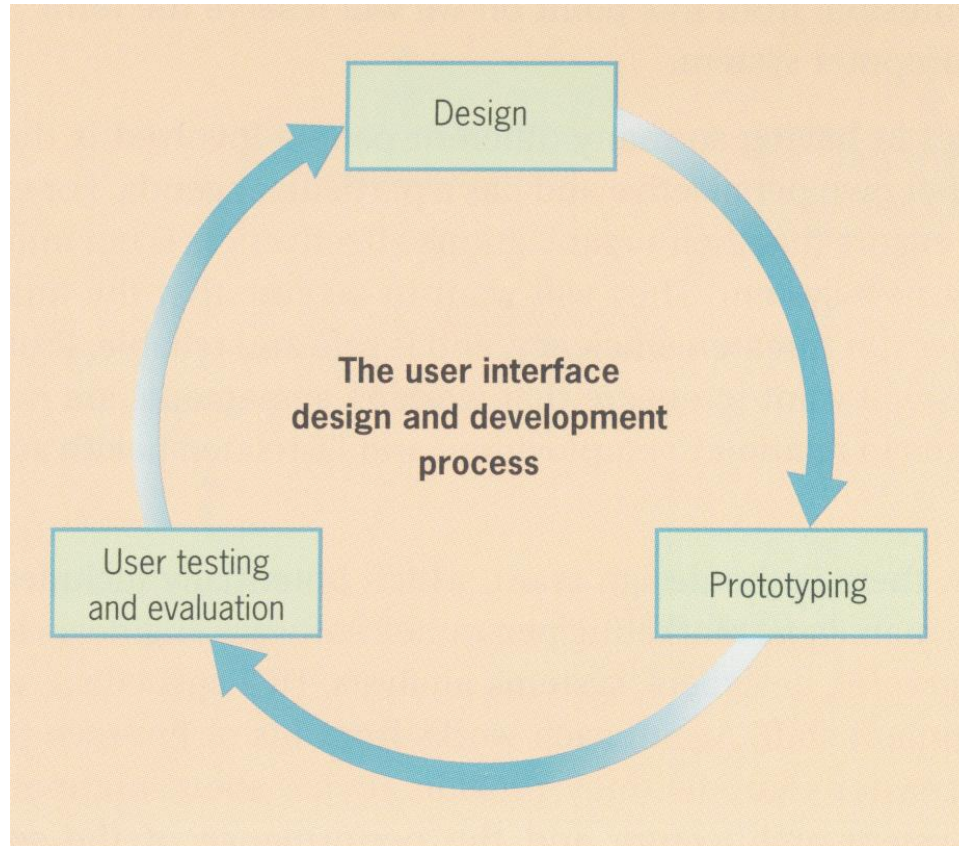 Design
The user interface
design and development
process
User testing
and evaluation
Prototyping